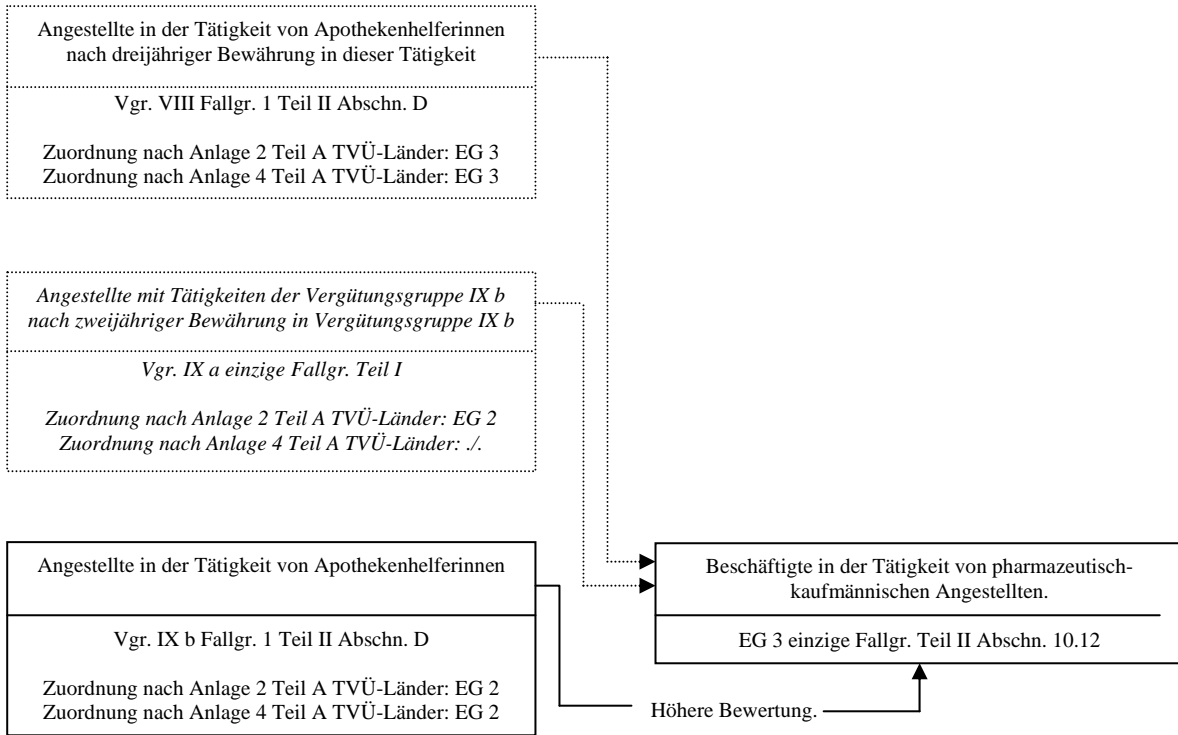 Angestellte in der Tätigkeit von Apothekenhelferinnen
nach dreijähriger Bewährung in dieser Tätigkeit
Vgr. VIII Fallgr. 1 Teil II Abschn. D
Zuordnung nach Anlage 2 Teil A TVÜ-Länder: EG 3
Zuordnung nach Anlage 4 Teil A TVÜ-Länder: EG 3
Angestellte mit Tätigkeiten der Vergütungsgruppe IX b
nach zweijähriger Bewährung in Vergütungsgruppe IX b
Vgr. IX a einzige Fallgr. Teil I
Zuordnung nach Anlage 2 Teil A TVÜ-Länder: EG 2
Zuordnung nach Anlage 4 Teil A TVÜ-Länder: ./.
Angestellte in der Tätigkeit von Apothekenhelferinnen
Vgr. IX b Fallgr. 1 Teil II Abschn. D
Zuordnung nach Anlage 2 Teil A TVÜ-Länder: EG 2
Zuordnung nach Anlage 4 Teil A TVÜ-Länder: EG 2
Beschäftigte in der Tätigkeit von pharmazeutisch-
kaufmännischen Angestellten.
EG 3 einzige Fallgr. Teil II Abschn. 10.12
Höhere Bewertung.